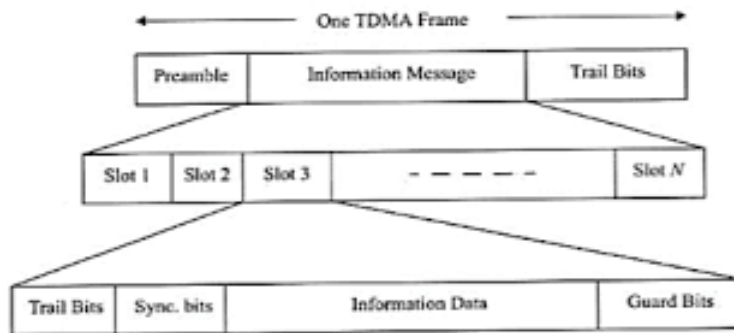 One TDMA Frame
Preamble Information Message Trail Bits
Slot 1 Slot 2 Slot 3 Slot N
Trail Bits Sync. bits Information Data Guard Bits